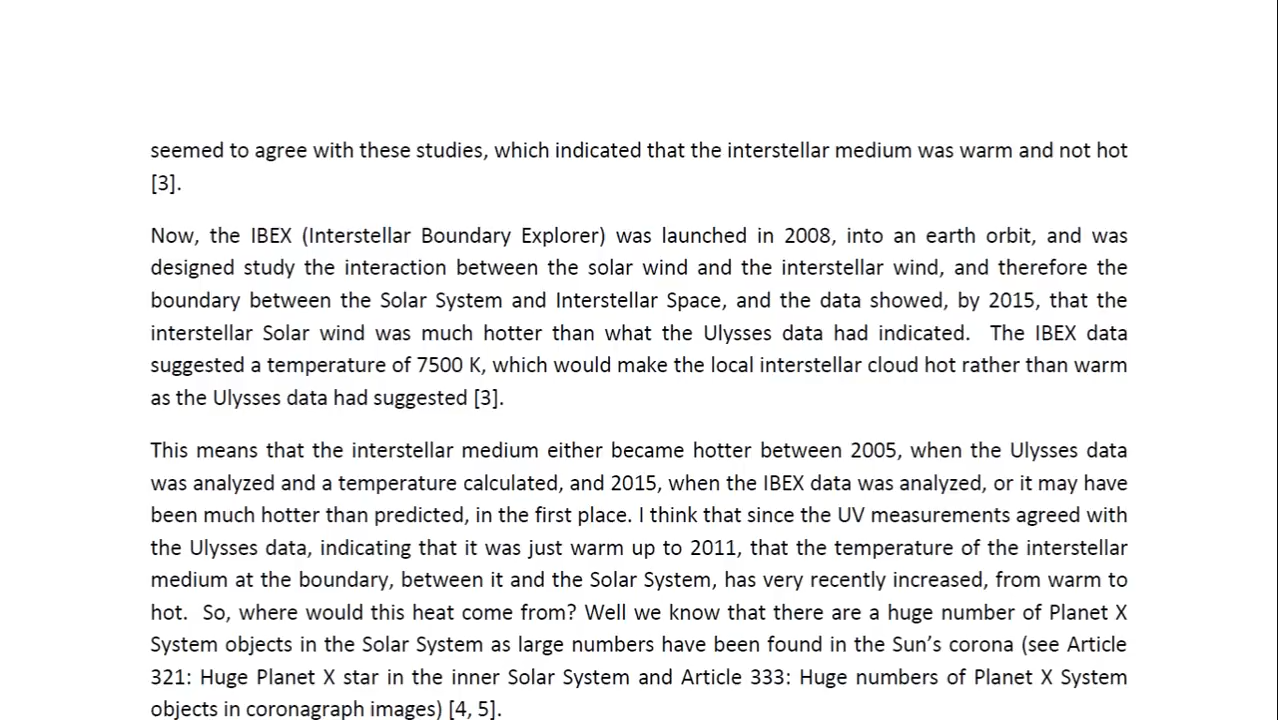 seemed to agree with these studies, which indicated that the interstellar medium was warm and not hot
[3].
Now, the IBEX (Interstellar Boundary Explorer) was launched in 2008, into an earth orbit, and was
designed study the interaction between the solar wind and the interstellar wind, and therefore the
boundary between the Solar System and Interstellar Space, and the data showed, by 2015, that the
interstellar Solar wind was much hotter than what the Ulysses data had indicated.  The IBEX data
suggested a temperature of 7500 K, which would make the local interstellar cloud hot rather than warm
as the Ulysses data had suggested [3].
This means that the interstellar medium either became hotter between 2005, when the Ulysses data
was analyzed and a temperature calculated, and 2015, when the IBEX data was analyzed, or it may have
been much hotter than predicted, in the first place. I think that since the UV measurements agreed with
the Ulysses data, indicating that it was just warm up to 2011, that the temperature of the interstellar
medium at the boundary, between it and the Solar System, has very recently increased, from warm to
hot.  So, where would this heat come from? Well we know that there are a huge number of Planet X
System objects in the Solar System as large numbers have been found in the Sun’s corona (see Article
321: Huge Planet X star in the inner Solar System and Article 333: Huge numbers of Planet X System
objects in coronagraph images) [4, 5].